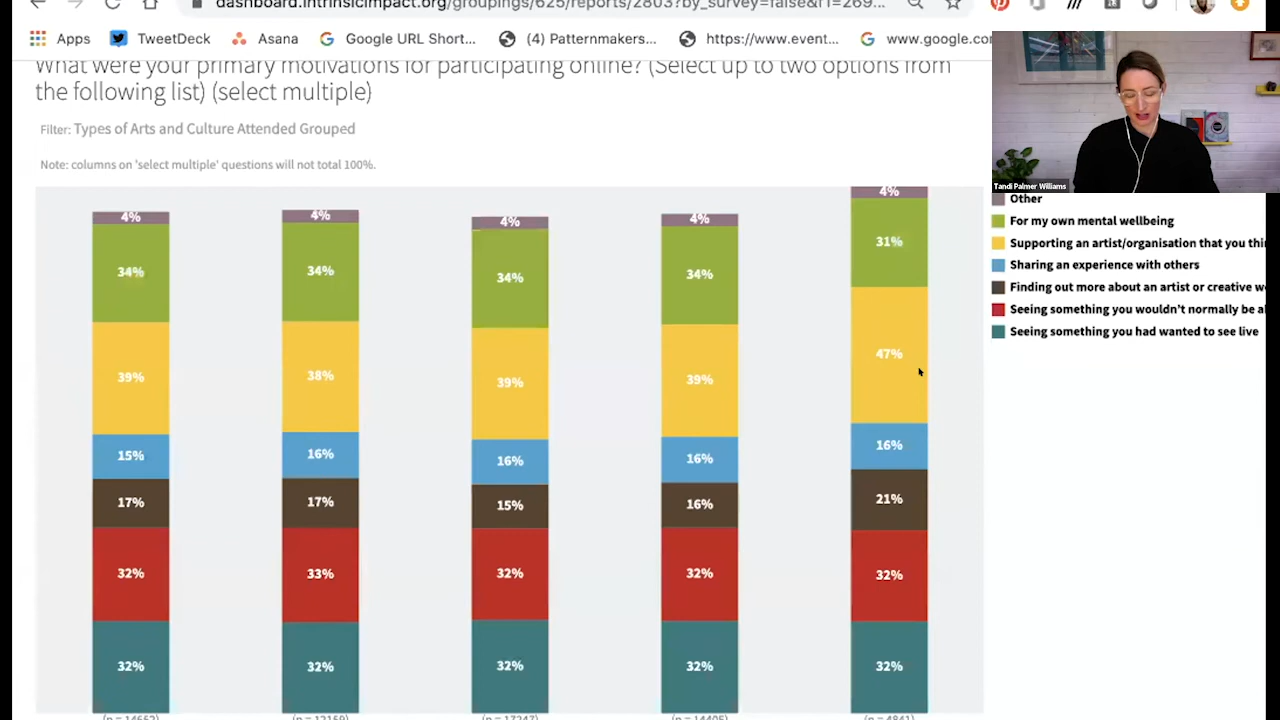 dashboard.intrinsicimpact.org/groupings/625/reports/2803?by_survey=false&r1=269...
Apps TweetDeck Asana Google URL Short... (4) Patternmakers... https://www.event... www.google.com
What were your primary motivations for participating online? (Select up to two options from
the following list) (select multiple)
Filter: Types of Arts and Culture Attended Grouped
Note: columns on 'select multiple' questions will not total 100%.
Tandi Palmer Williams
Other
For my own mental wellbeing
Supporting an artist/organisation that you thi
Sharing an experience with others
Finding out more about an artist or creative w
Seeing something you wouldn't normally be a
Seeing something you had wanted to see live
4% 4% 4% 4% 4%
34% 34% 34% 34% 31%
39% 38% 39% 39% 47%
15% 16% 16% 16% 16%
17% 17% 15% 16% 21%
32% 33% 32% 32% 32%
32% 32% 32% 32% 32%